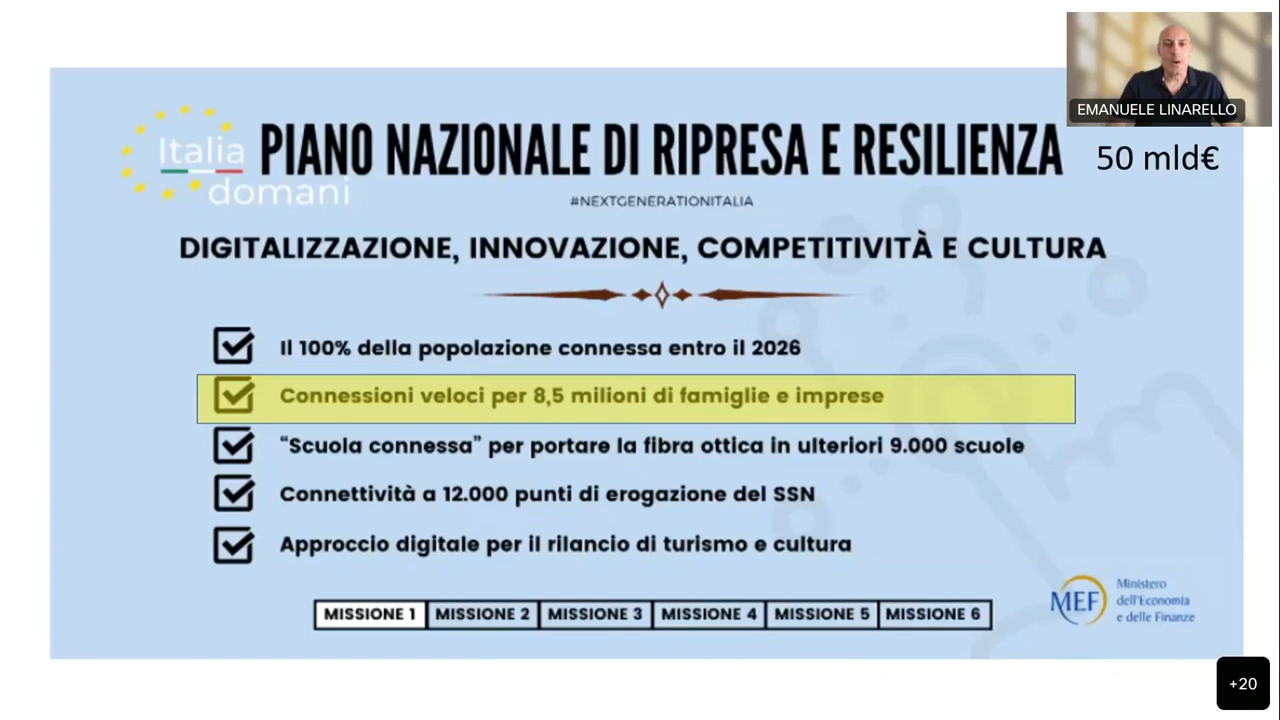 EMANUELE LINARELLO
Italia
domani
PIANO NAZIONALE DI RIPRESA E RESILIENZA
50 mld€
#NEXTGENERATIONITALIA
DIGITALIZZAZIONE, INNOVAZIONE, COMPETITIVITÀ E CULTURA
Il 100% della popolazione connessa entro il 2026
Connessioni veloci per 8,5 milioni di famiglie e imprese
“Scuola connessa” per portare la fibra ottica in ulteriori 9.000 scuole
Connettività a 12.000 punti di erogazione del SSN
Approccio digitale per il rilancio di turismo e cultura
MISSIONE 1 MISSIONE 2 MISSIONE 3 MISSIONE 4 MISSIONE 5 MISSIONE 6
MEF
Ministero
dell'Economia
e delle Finanze
+20